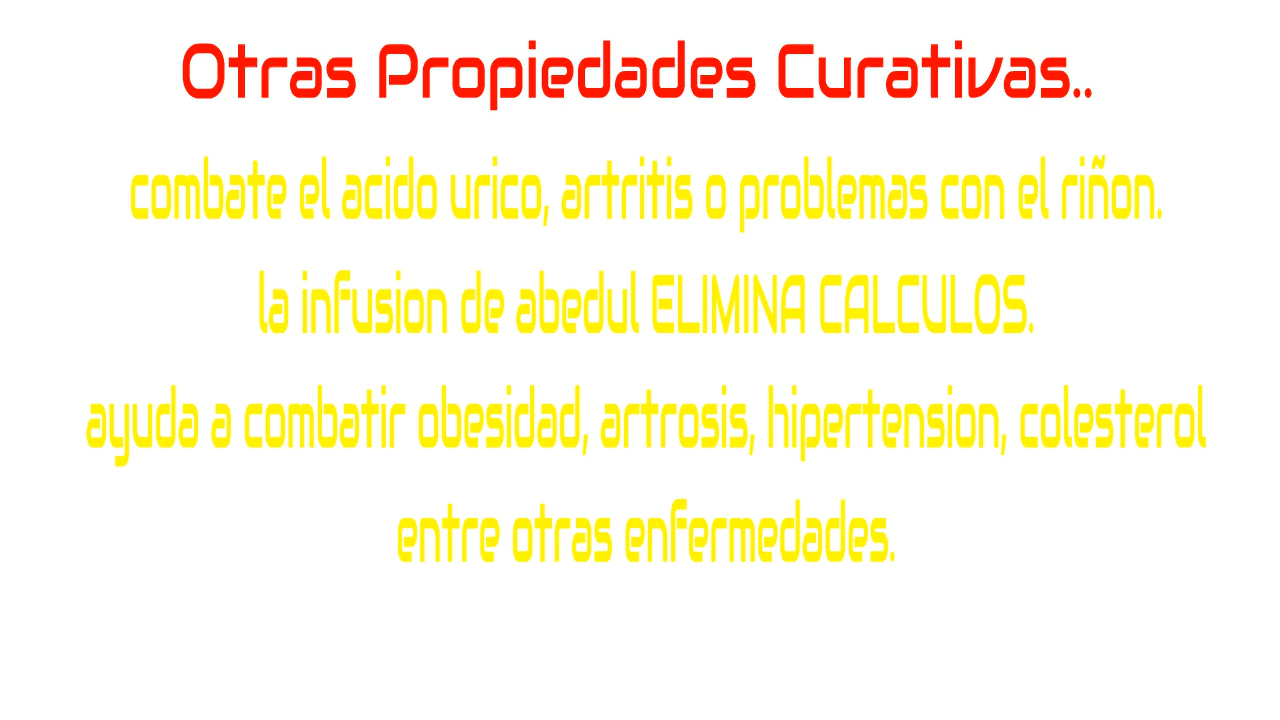 Otras Propiedades Curativas..
combate el acido urico, artritis o problemas con el riñon.
la infusion de abedul ELIMINA CALCULOS.
ayuda a combatir obesidad, artrosis, hipertension, colesterol
entre otras enfermedades.